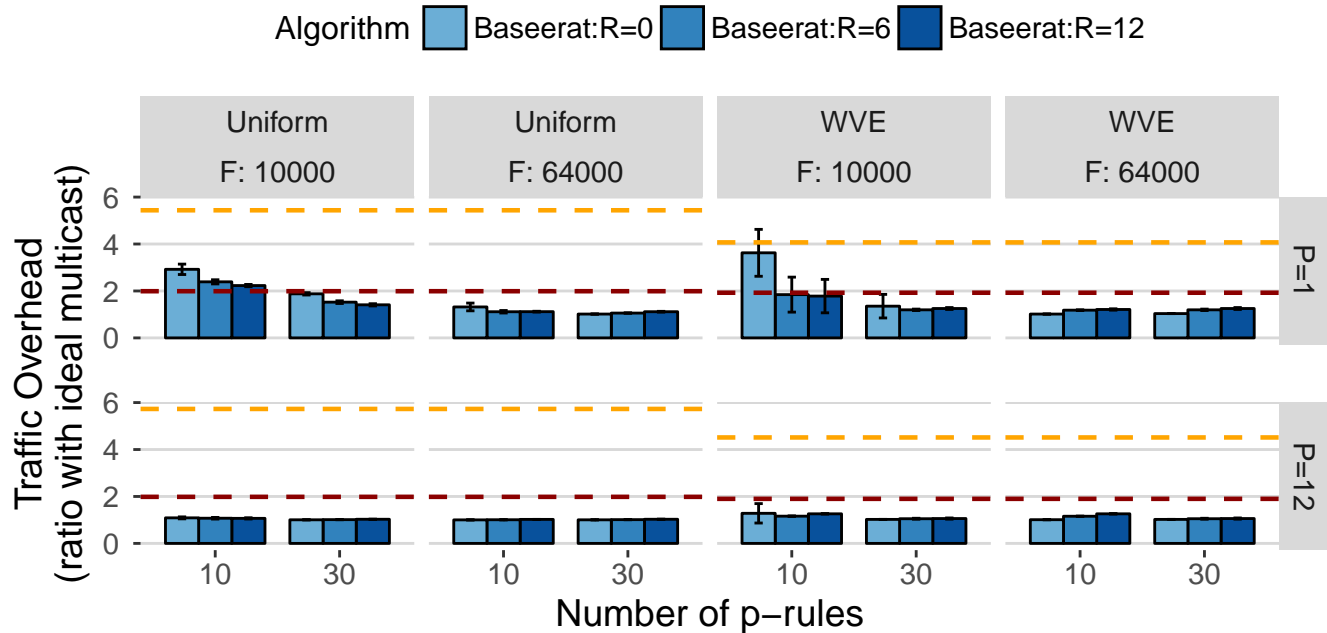 Algorithm Baseerat:R=0 Baseerat:R=6 Baseerat:R=12
Uniform Uniform WVE WVE
F: 10000 F: 64000 F: 10000 F: 64000
Traffic Overhead
(ratio with ideal multicast)
6
4
2
0
P=1
6
4
2
0
P=12
10 30 10 30 10 30 10 30
Number of p−rules